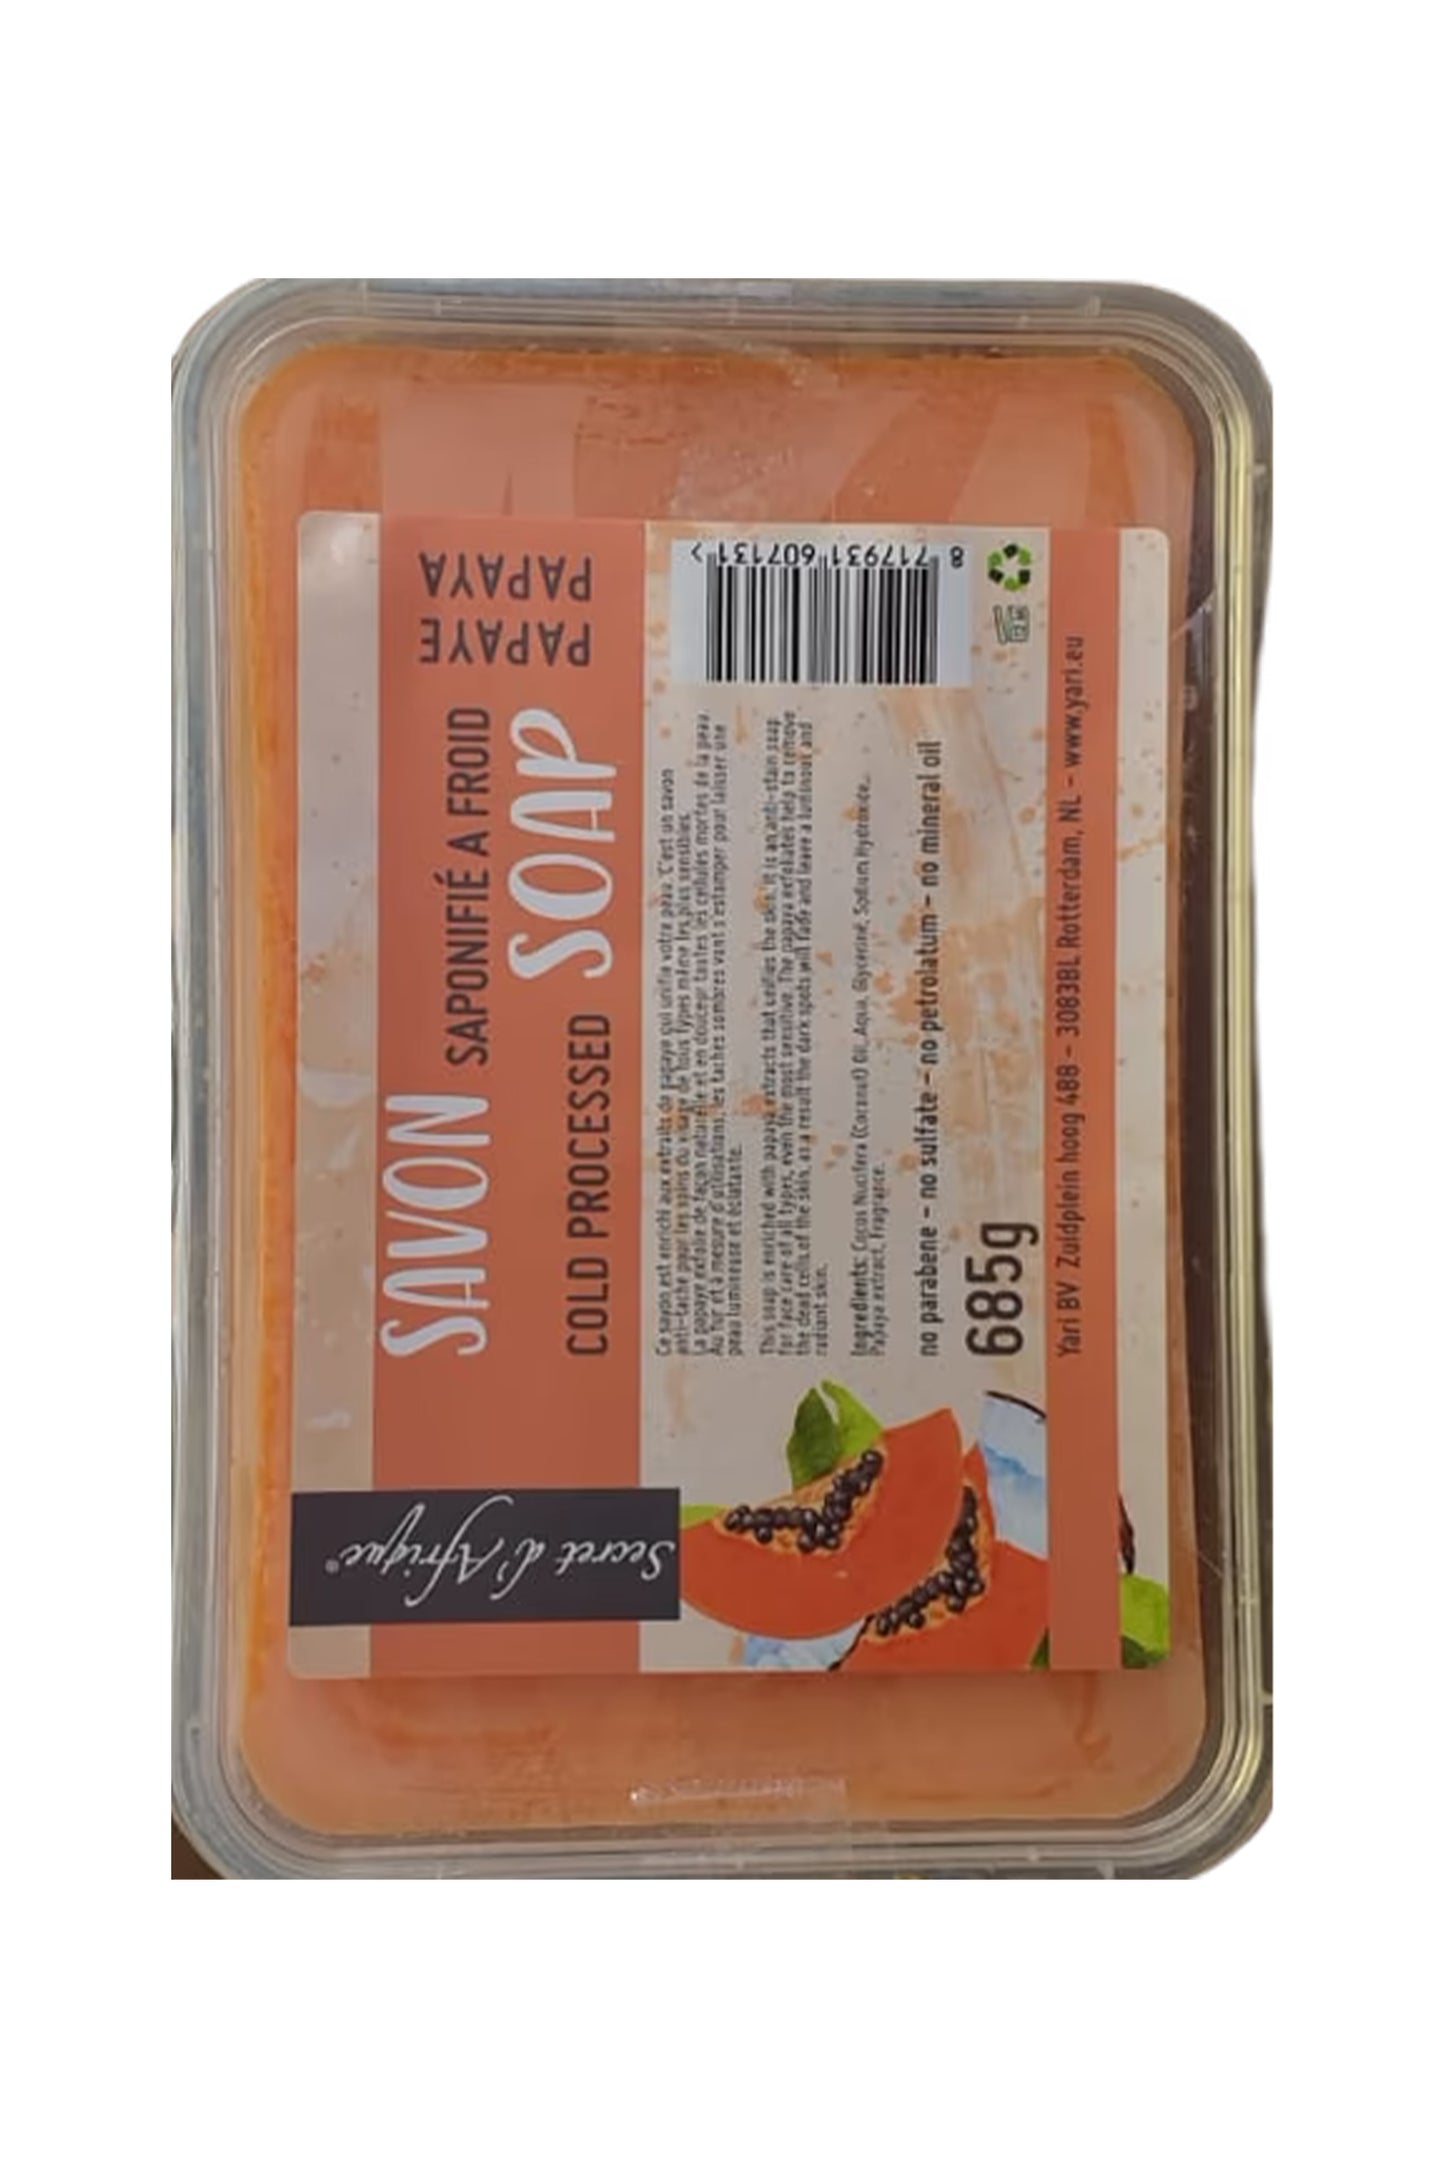 Secret d'Afrique®
SAVON SAPONIFIÉ A FROID
COLD PROCESSED SOAP
PAPAYE
PAPAYA
PAPAYE
PAPAYA
Ce savon est enrichi aux extraits de papaye qui unifie votre peau. C'est un savon
anti-tache pour les soins du visage de tous types même les plus sensibles.
La papaye exfolie de façon naturelle et en douceur toutes les cellules mortes de la peau.
Au fur et à mesure d'utilisations, les taches sombres vont s'estamper pour laisser une
peau lumineuse et éclatante.
This soap is enriched with papaya extracts that unifies the skin. It is an anti-stain soap
for face care of all types, even the most sensitive. The papaya exfoliates help to remove
the dead cells of the skin, as a result the dark spots will fade and leave a luminous and
radiant skin.
Ingredients: Cocos Nucifera (Coconut) Oil, Aqua, Glycerine, Sodium Hydroxide,
Papaya extract, Fragrance.
no parabene - no sulfate - no petrolatum - no mineral oil
685g
8 717931 607131 >
Yari BV Zuidplein hoog 488 - 3083BL Rotterdam, NL - www.yari.eu